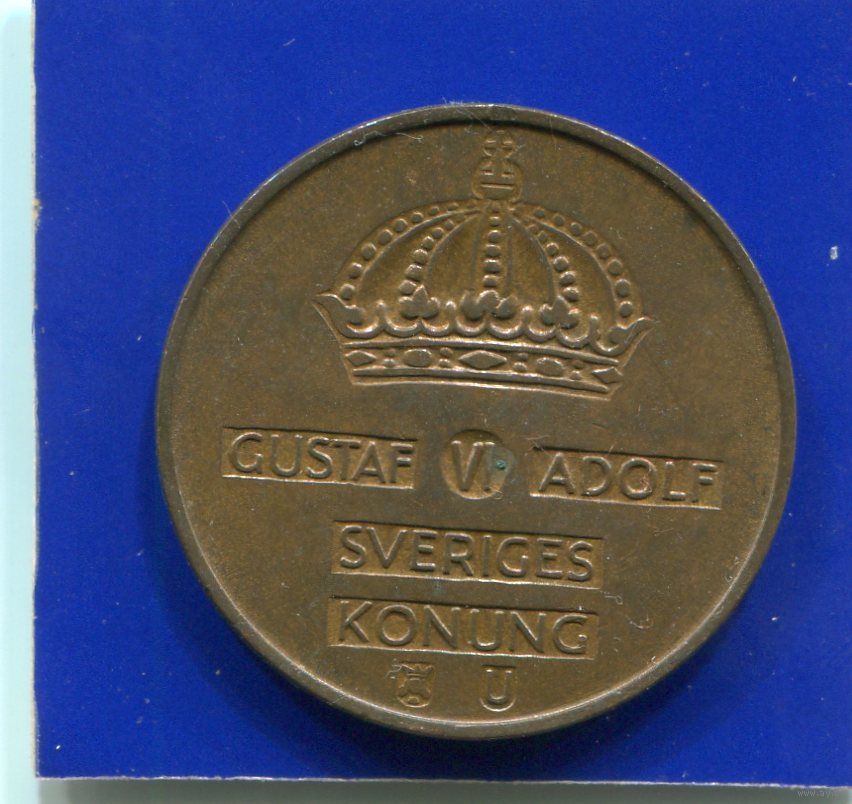 GUSTAF VI ADOLF
SVERIGES
KONUNG
U